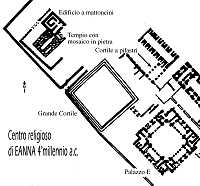 Edificio a mattoncini
Tempio con
mosaico in pietra
Cortile a pilastri
Grande Cortile
Centro religioso
di EANNA 4°millennio a.c.
Palazzo E